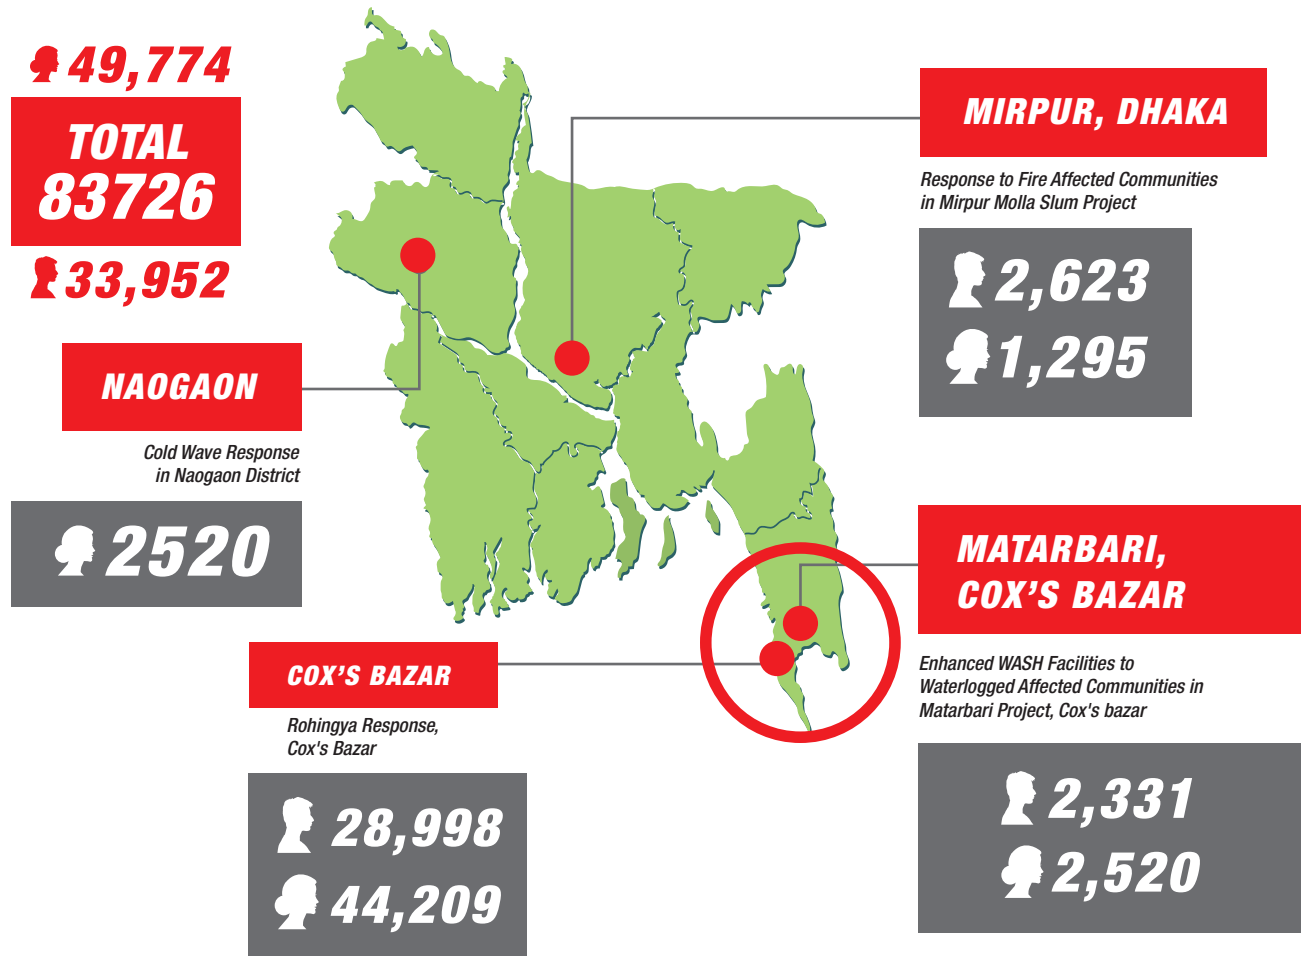 49,774
TOTAL
83726
33,952
MIRPUR, DHAKA
Response to Fire Affected Communities
in Mirpur Molla Slum Project
2,623
1,295
NAOGAON
Cold Wave Response
in Naogaon District
2520
MATARBARI,
COX'S BAZAR
Enhanced WASH Facilities to
Waterlogged Affected Communities in
Matarbari Project, Cox's bazar
2,331
2,520
COX'S BAZAR
Rohingya Response,
Cox's Bazar
28,998
44,209